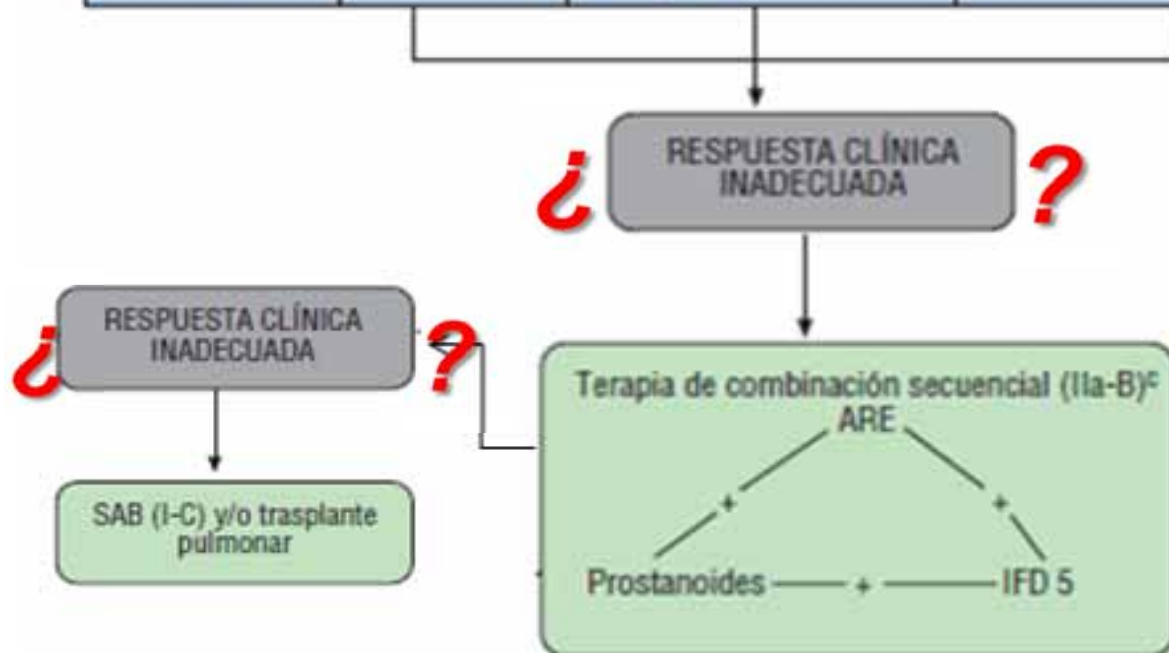 ¿ RESPUESTA CLÍNICA
INADECUADA ?
¿ RESPUESTA CLÍNICA
INADECUADA ?
SAB (I-C) y/o trasplante
pulmonar
Terapia de combinación secuencial (IIa-B)c
ARE
+ +
Prostanoides + IFD 5